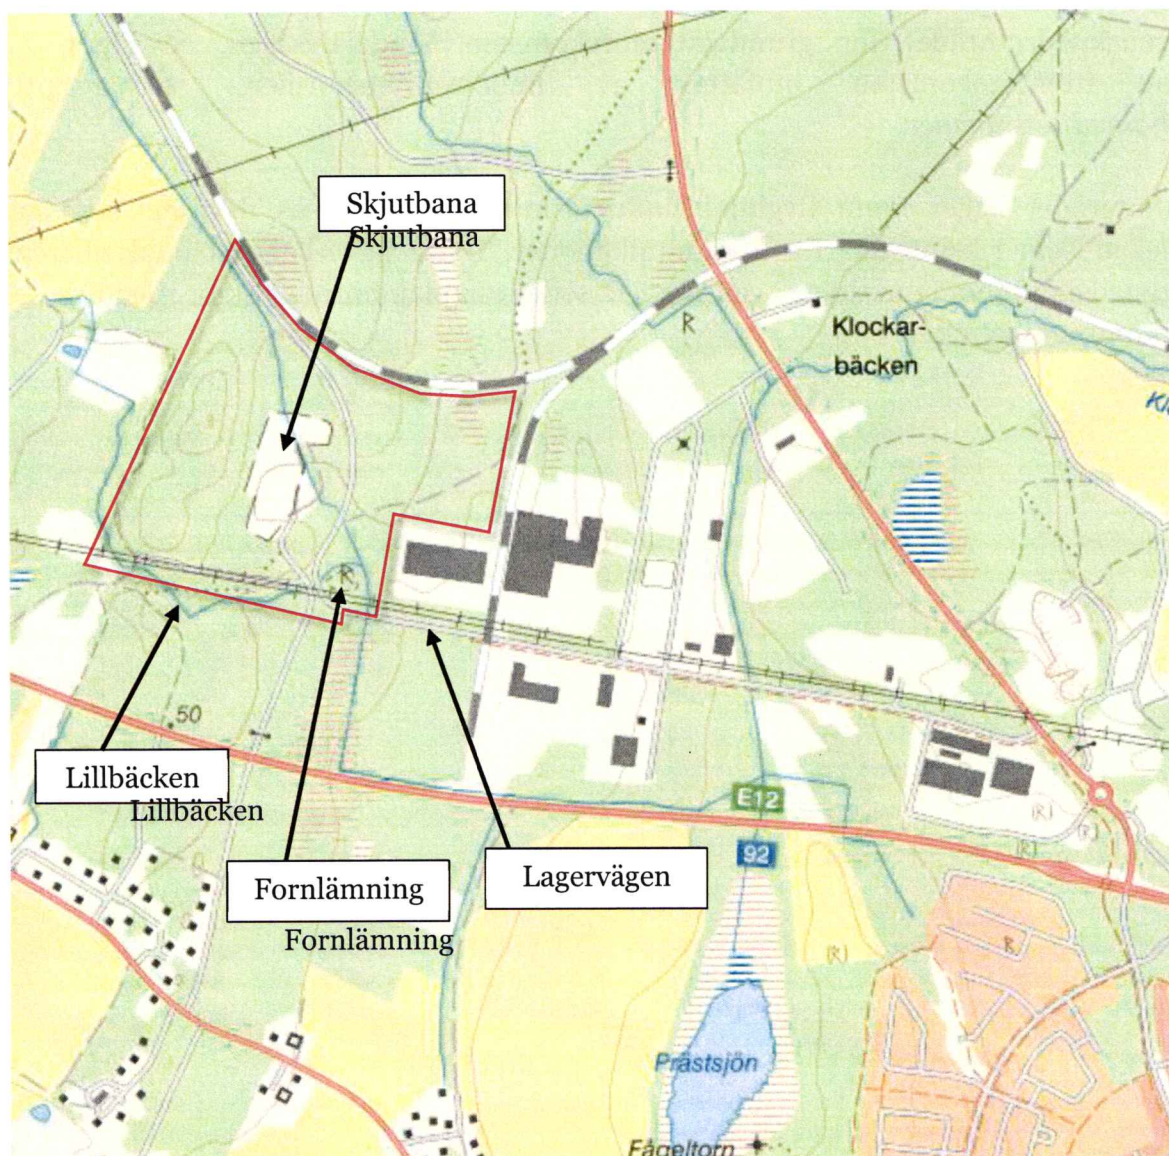 Skjutbana
Skjutbana
R
Klockar-
bäcken
R
50
Lillbäcken
Lillbäcken
E12
(R)
(R)
(R)
92
Fornlämning
Fornlämning
Lagervägen
R
(R)
Prästsjön
Fågeltorn
P